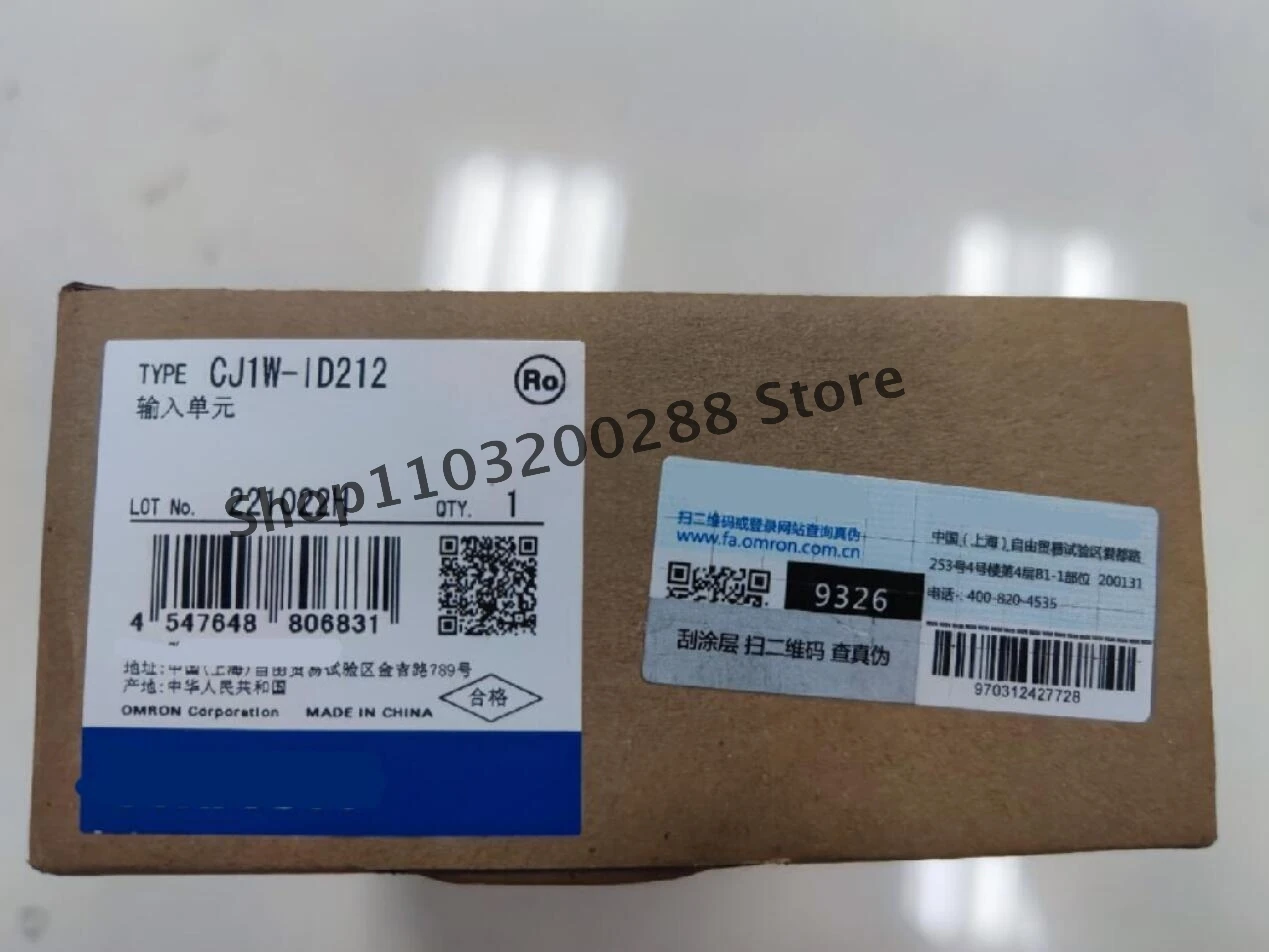 TYPE CJ1W-ID212
Ro
输入单元
Shop1103200288 Store
LOT No. 221022H QTY. 1
4 547648 806831
地址:中国(上海)自由贸易试验区金吉路789号
产地:中华人民共和国
OMRON Corporation MADE IN CHINA
合格
扫二维码或登录网站查询真伪
www.fa.omron.com.cn
9326
刮涂层 扫二维码 查真伪
中国(上海)自由贸易试验区
253号4号楼第4层B1-1部位 200131
电话: 400-820-4535
970312427728